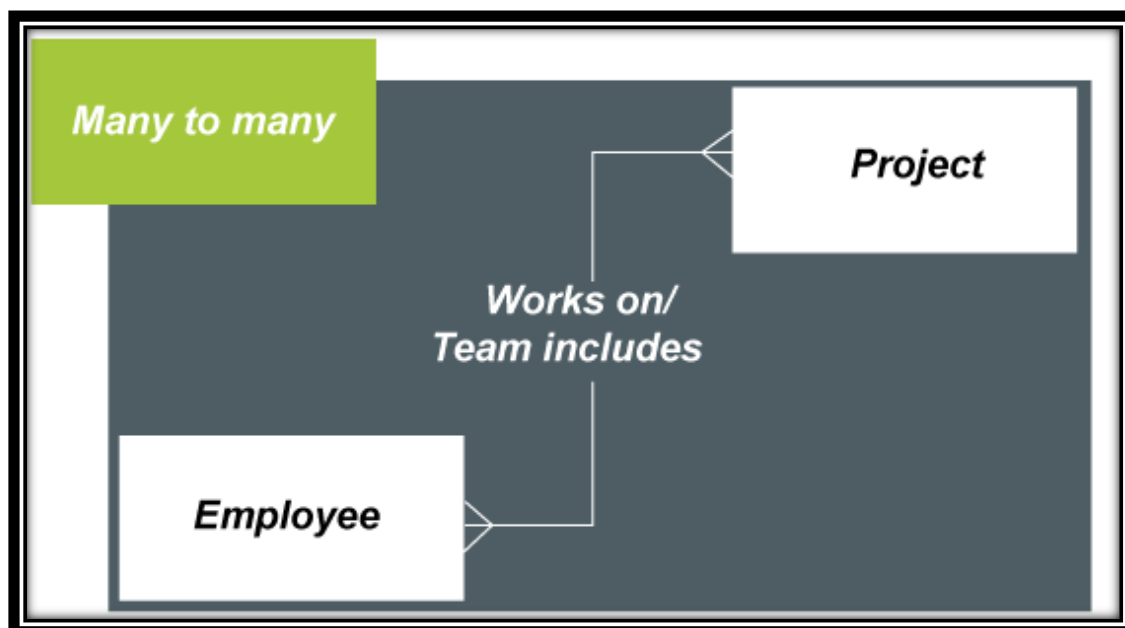 Many to many
Project
Works on/
Team includes
Employee